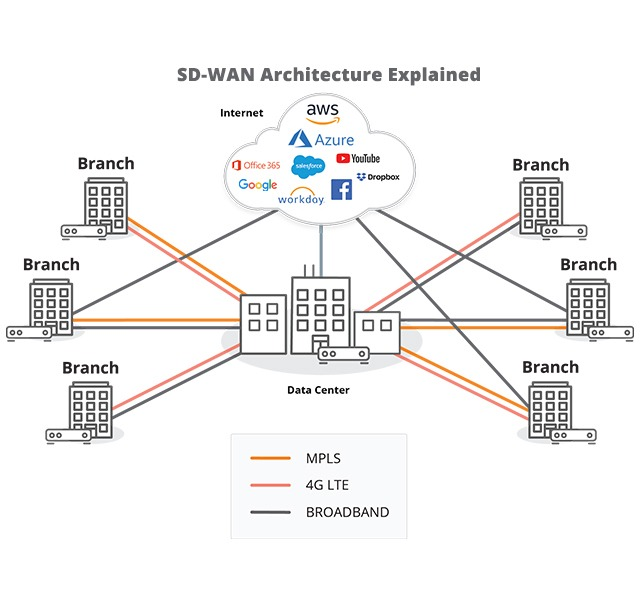 SD-WAN Architecture Explained
Internet
aws
Azure
Office 365
salesforce
YouTube
Google
Dropbox
workday
f
Branch
Branch
Branch
Branch
Branch
Branch
Data Center
MPLS
4G LTE
BROADBAND